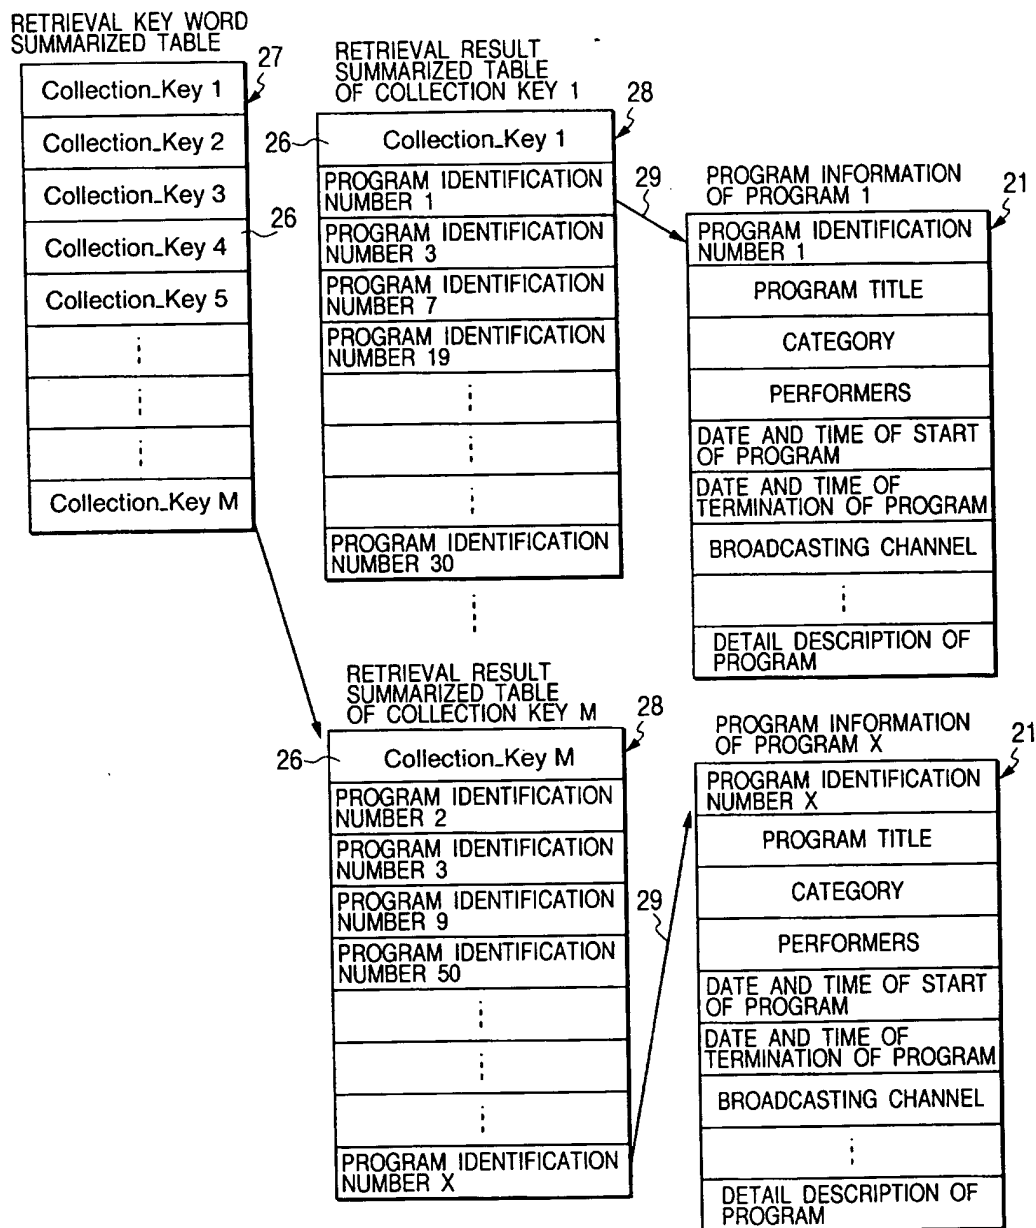 RETRIEVAL KEY WORD
SUMMARIZED TABLE
27
Collection_Key 1
Collection_Key 2
Collection_Key 3
26
Collection_Key 4
Collection_Key 5
Collection_Key M
RETRIEVAL RESULT
SUMMARIZED TABLE
OF COLLECTION KEY 1
28
26
Collection_Key 1
PROGRAM IDENTIFICATION
NUMBER 1
PROGRAM IDENTIFICATION
NUMBER 3
PROGRAM IDENTIFICATION
NUMBER 7
PROGRAM IDENTIFICATION
NUMBER 19
PROGRAM IDENTIFICATION
NUMBER 30
29
PROGRAM INFORMATION
OF PROGRAM 1
21
PROGRAM IDENTIFICATION
NUMBER 1
PROGRAM TITLE
CATEGORY
PERFORMERS
DATE AND TIME OF START
OF PROGRAM
DATE AND TIME OF
TERMINATION OF PROGRAM
BROADCASTING CHANNEL
DETAIL DESCRIPTION OF
PROGRAM
RETRIEVAL RESULT
SUMMARIZED TABLE
OF COLLECTION KEY M
28
26
Collection_Key M
PROGRAM IDENTIFICATION
NUMBER 2
PROGRAM IDENTIFICATION
NUMBER 3
PROGRAM IDENTIFICATION
NUMBER 9
PROGRAM IDENTIFICATION
NUMBER 50
PROGRAM IDENTIFICATION
NUMBER X
29
PROGRAM INFORMATION
OF PROGRAM X
21
PROGRAM IDENTIFICATION
NUMBER X
PROGRAM TITLE
CATEGORY
PERFORMERS
DATE AND TIME OF START
OF PROGRAM
DATE AND TIME OF
TERMINATION OF PROGRAM
BROADCASTING CHANNEL
DETAIL DESCRIPTION OF
PROGRAM